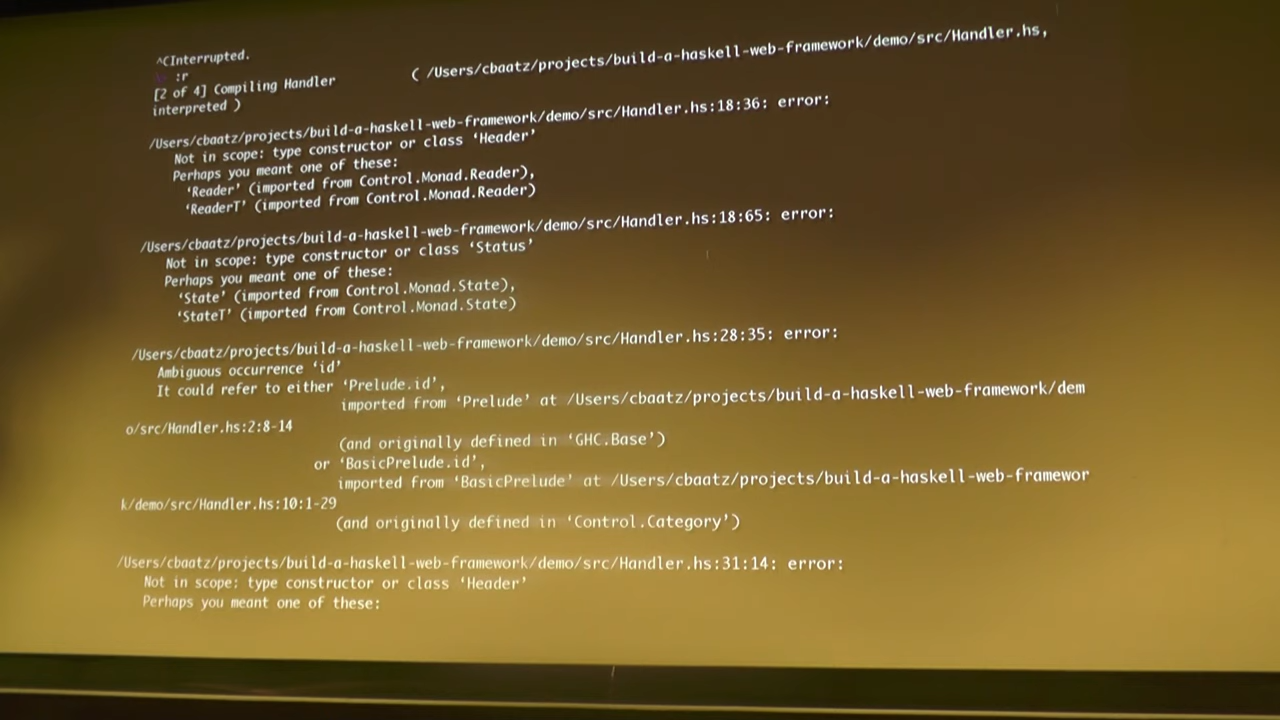 ^CInterrupted.
:r
[2 of 4] Compiling Handler ( /Users/cbaatz/projects/build-a-haskell-web-framework/demo/src/Handler.hs,
interpreted )
/Users/cbaatz/projects/build-a-haskell-web-framework/demo/src/Handler.hs:18:36: error:
Not in scope: type constructor or class ‘Header’
Perhaps you meant one of these:
‘Reader’ (imported from Control.Monad.Reader),
‘ReaderT’ (imported from Control.Monad.Reader)
/Users/cbaatz/projects/build-a-haskell-web-framework/demo/src/Handler.hs:18:65: error:
Not in scope: type constructor or class ‘Status’
Perhaps you meant one of these:
‘State’ (imported from Control.Monad.State),
‘StateT’ (imported from Control.Monad.State)
/Users/cbaatz/projects/build-a-haskell-web-framework/demo/src/Handler.hs:28:35: error:
Ambiguous occurrence ‘id’
It could refer to either ‘Prelude.id’,
imported from ‘Prelude’ at /Users/cbaatz/projects/build-a-haskell-web-framework/dem
o/src/Handler.hs:2:8-14
(and originally defined in ‘GHC.Base’)
or ‘BasicPrelude.id’,
imported from ‘BasicPrelude’ at /Users/cbaatz/projects/build-a-haskell-web-framewor
k/demo/src/Handler.hs:10:1-29
(and originally defined in ‘Control.Category’)
/Users/cbaatz/projects/build-a-haskell-web-framework/demo/src/Handler.hs:31:14: error:
Not in scope: type constructor or class ‘Header’
Perhaps you meant one of these: